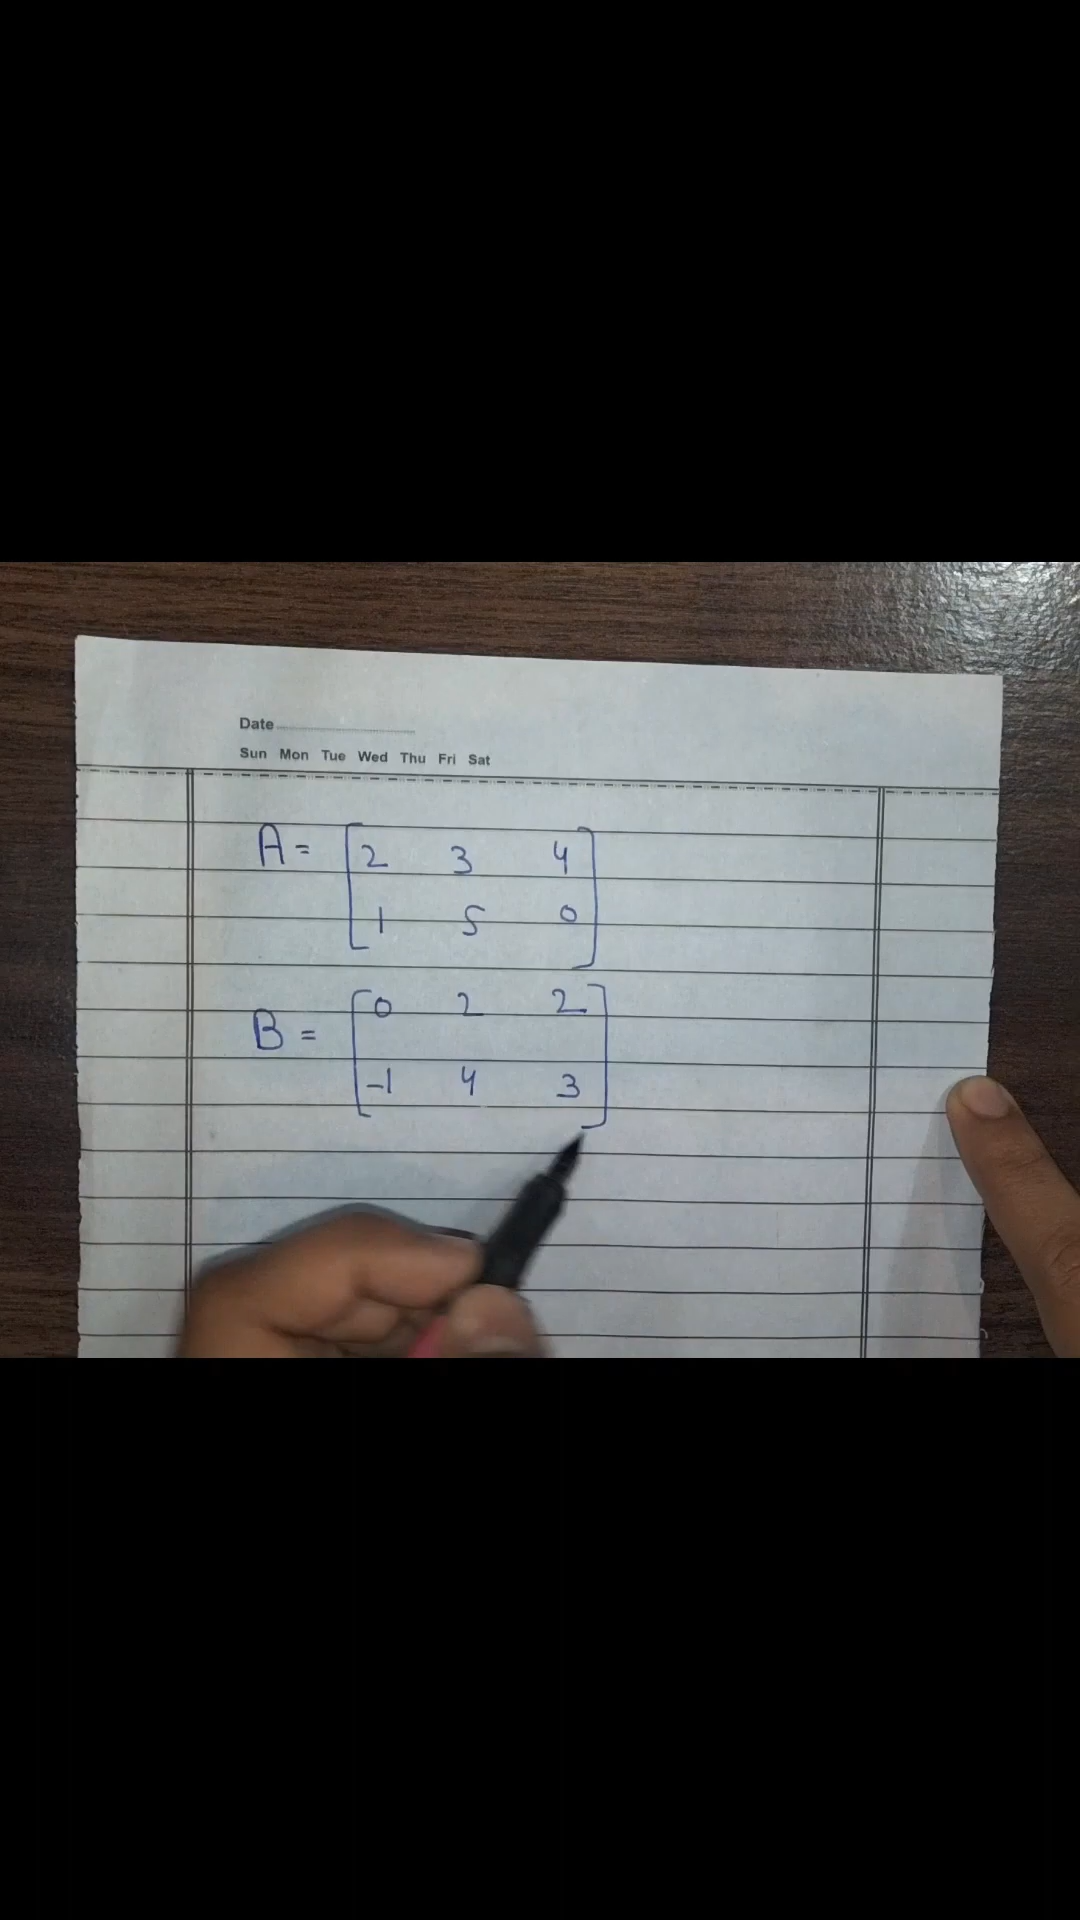 Date
Sun Mon Tue Wed Thu Fri Sat
A = [2 3 4
1 5 0]
B = [0 2 2
-1 4 3]